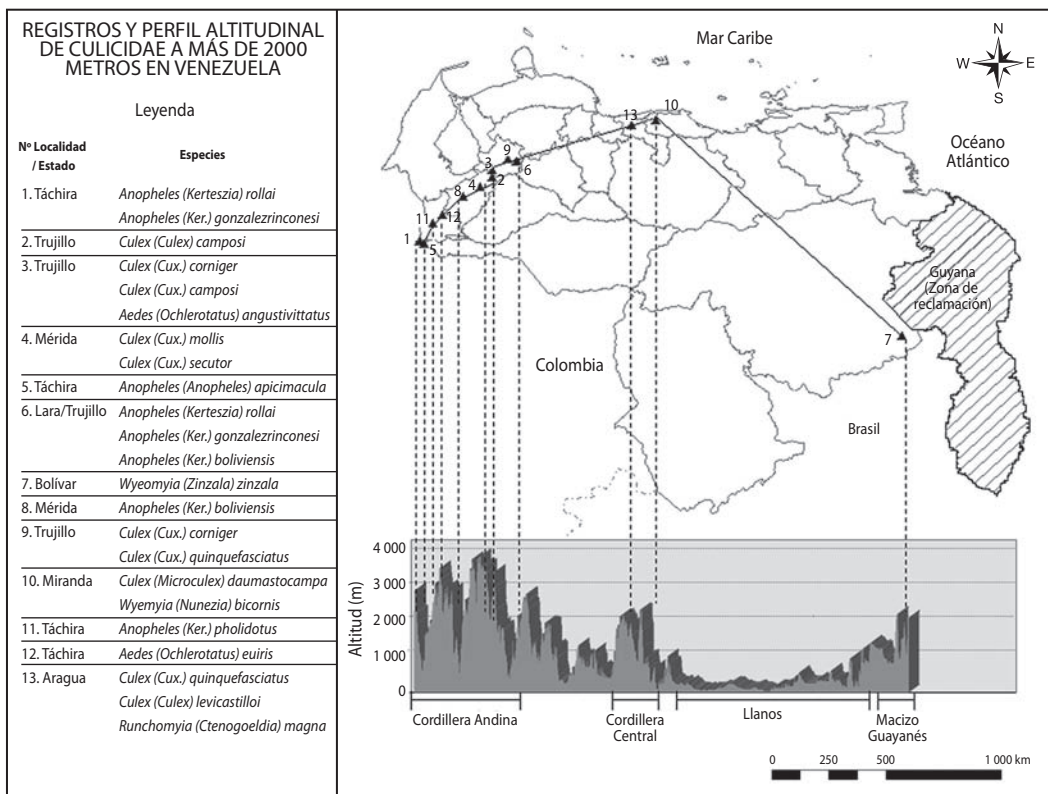 REGISTROS Y PERFIL ALTITUDINAL
DE CULICIDAE A MÁS DE 2000
METROS EN VENEZUELA
Leyenda
Nº Localidad
/ Estado
Especies
1. Táchira Anopheles (Kerteszia) rollai
Anopheles (Ker.) gonzalezrinconesi
2. Trujillo Culex (Culex) camposi
3. Trujillo Culex (Cux.) corniger
Culex (Cux.) camposi
Aedes (Ochlerotatus) angustivittatus
4. Mérida Culex (Cux.) mollis
Culex (Cux.) secutor
5. Táchira Anopheles (Anopheles) apicimacula
6. Lara/Trujillo Anopheles (Kerteszia) rollai
Anopheles (Ker.) gonzalezrinconesi
Anopheles (Ker.) boliviensis
7. Bolívar Wyeomyia (Zinzala) zinzala
8. Mérida Anopheles (Ker.) boliviensis
9. Trujillo Culex (Cux.) corniger
Culex (Cux.) quinquefasciatus
10. Miranda Culex (Microculex) daumastocampa
Wyemyia (Nunezia) bicornis
11. Táchira Anopheles (Ker.) pholidotus
12. Táchira Aedes (Ochlerotatus) euiris
13. Aragua Culex (Cux.) quinquefasciatus
Culex (Culex) levicastilloi
Runchomyia (Ctenogoeldia) magna
Mar Caribe
N
W E
S
Océano
Atlántico
13 10
9
3 6
2
4
8
11 12
1 5
Guyana
(Zona de
reclamación)
7
Colombia
Brasil
Altitud (m)
4 000
3 000
2 000
1 000
0
Cordillera Andina
Cordillera
Central
Llanos
Macizo
Guayanés
0 250 500 1 000 km